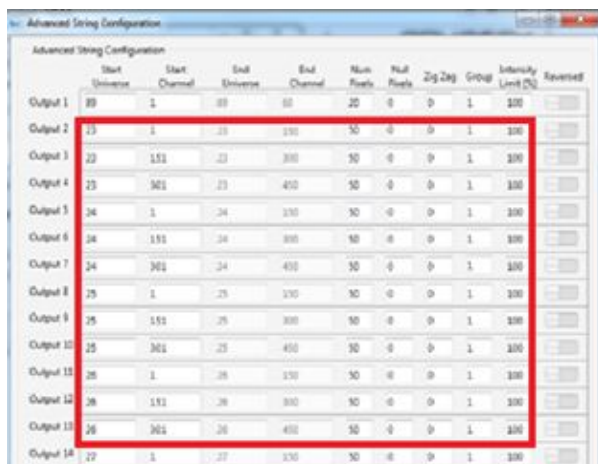 Advanced String Configuration
Advanced String Configuration
Start Universe Start Channel End Universe End Channel Num Pixels Null Pixels Zig Zag Group Intensity Limit [%] Reversed
Output 1 89 1 89 60 20 0 0 1 100
Output 2 23 1 23 150 50 0 0 1 100
Output 3 151 300 50 0 0 1 100
Output 4 23 301 23 450 50 0 0 1 100
Output 5 24 1 24 150 50 0 0 1 100
Output 6 24 151 24 300 50 0 0 1 100
Output 7 24 301 24 450 50 0 0 1 100
Output 8 25 1 25 150 50 0 0 1 100
Output 9 25 151 25 300 50 0 0 1 100
Output 10 25 301 25 450 50 0 0 1 100
Output 11 26 1 26 150 50 0 0 1 100
Output 12 26 151 26 300 50 0 0 1 100
Output 13 26 301 26 450 50 0 0 1 100
Output 14 27 1 27 150 50 0 0 1 100